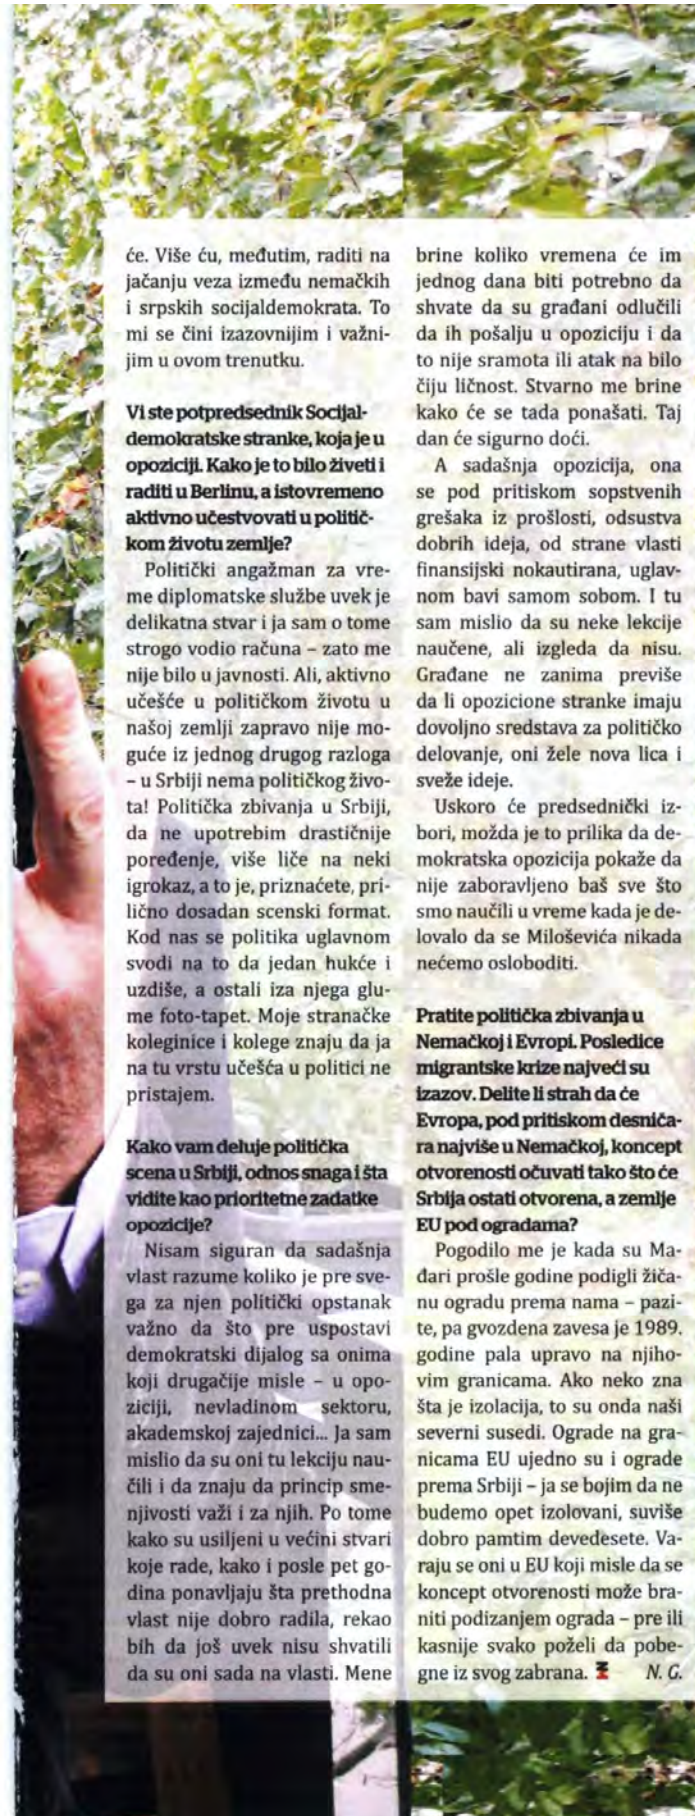 će. Više ću, međutim, raditi na
jačanju veza između nemačkih
i srpskih socijaldemokrata. To
mi se čini izazovnijim i važni-
jim u ovom trenutku.
Vi ste potpredsednik Socijal-
demokratske stranke, koja je u
opoziciji. Kako je to bilo živeti i
raditi u Berlinu, a istovremeno
aktivno učestvovati u politič-
kom životu zemlje?
Politički angažman za vre-
me diplomatske službe uvek je
delikatna stvar i ja sam o tome
strogo vodio računa – zato me
nije bilo u javnosti. Ali, aktivno
učešće u političkom životu u
našoj zemlji zapravo nije mo-
guće iz jednog drugog razloga
– u Srbiji nema političkog živo-
ta! Politička zbivanja u Srbiji,
da ne upotrebim drastičnije
poređenje, više liče na neki
igrokaz, a to je, priznaćete, pri-
lično dosadan scenski format.
Kod nas se politika uglavnom
svodi na to da jedan hukće i
uzdiše, a ostali iza njega glu-
me foto-tapet. Moje stranačke
koleginice i kolege znaju da ja
na tu vrstu učešća u politici ne
pristajem.
Kako vam deluje politička
scena u Srbiji, odnos snaga i šta
vidite kao prioritetne zadatke
opozicije?
Nisam siguran da sadašnja
vlast razume koliko je pre sve-
ga za njen politički opstanak
važno da što pre uspostavi
demokratski dijalog sa onima
koji drugačije misle – u opo-
ziciji, nevladinom sektoru,
akademskoj zajednici... Ja sam
mislio da su oni tu lekciju nau-
čili i da znaju da princip sme-
njivosti važi i za njih. Po tome
kako su usiljeni u većini stvari
koje rade, kako i posle pet go-
dina ponavljaju šta prethodna
vlast nije dobro radila, rekao
bih da još uvek nisu shvatili
da su oni sada na vlasti. Mene
brine koliko vremena će im
jednog dana biti potrebno da
shvate da su građani odlučili
da ih pošalju u opoziciju i da
to nije sramota ili atak na bilo
čiju ličnost. Stvarno me brine
kako će se tada ponašati. Taj
dan će sigurno doći.
A sadašnja opozicija, ona
se pod pritiskom sopstvenih
grešaka iz prošlosti, odsustva
dobrih ideja, od strane vlasti
finansijski nokautirana, uglav-
nom bavi samom sobom. I tu
sam mislio da su neke lekcije
naučene, ali izgleda da nisu.
Građane ne zanima previše
da li opozicione stranke imaju
dovoljno sredstava za političko
delovanje, oni žele nova lica i
sveže ideje.
Uskoro će predsednički iz-
bori, možda je to prilika da de-
mokratska opozicija pokaže da
nije zaboravljeno baš sve što
smo naučili u vreme kada je de-
lovalo da se Miloševića nikada
nećemo osloboditi.
Pratite politička zbivanja u
Nemačkoj i Evropi. Posledice
migrantske krize najveći su
izazov. Delite li strah da će
Evropa, pod pritiskom desniča-
ra najviše u Nemačkoj, koncept
otvorenosti očuvati tako što će
Srbija ostati otvorena, a zemlje
EU pod ogradama?
Pogodilo me je kada su Ma-
đari prošle godine podigli žiča-
nu ogradu prema nama – pazi-
te, pa gvozdena zavesa je 1989.
godine pala upravo na njiho-
vim granicama. Ako neko zna
šta je izolacija, to su onda naši
severni susedi. Ograde na gra-
nicama EU ujedno su i ograde
prema Srbiji – ja se bojim da ne
budemo opet izolovani, suviše
dobro pamtim devedesete. Va-
raju se oni u EU koji misle da se
koncept otvorenosti može bra-
niti podizanjem ograda – pre ili
kasnije svako poželi da pobe-
gne iz svog zabrana. N. G.